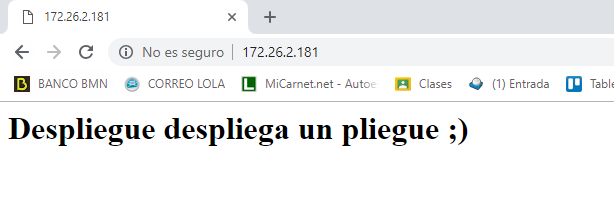 172.26.2.181
No es seguro 172.26.2.181
BANCO BMN CORREO LOLA MiCarnet.net - Autoe Clases (1) Entrada Table
Despliegue despliega un pliegue ;)